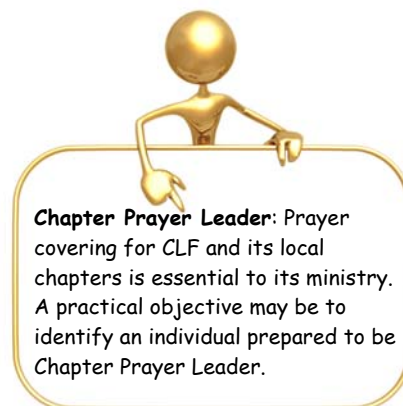 Chapter Prayer Leader: Prayer
covering for CLF and its local
chapters is essential to its ministry.
A practical objective may be to
identify an individual prepared to be
Chapter Prayer Leader.